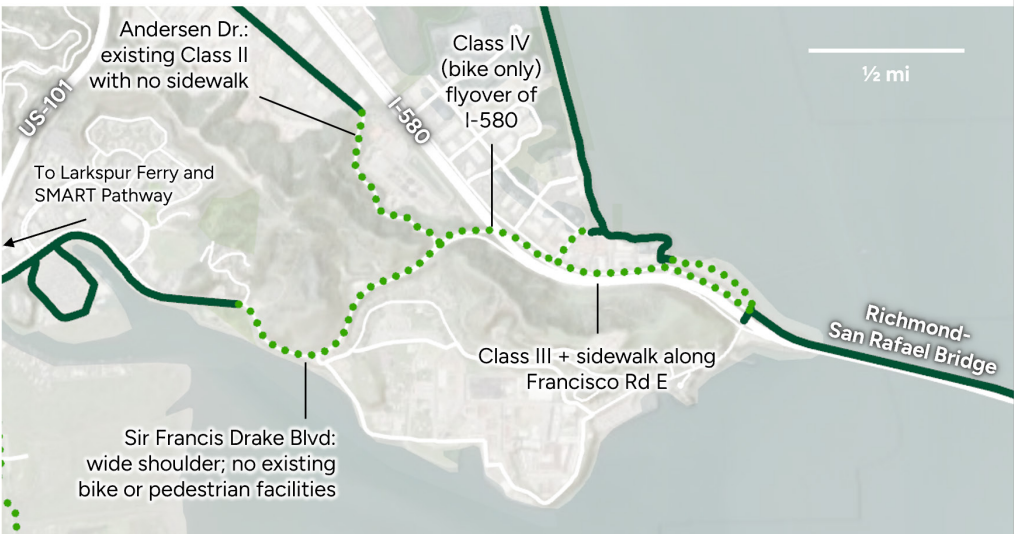 Andersen Dr.:
existing Class II
with no sidewalk
Class IV
(bike only)
flyover of
I-580
½ mi
US-101
I-580
To Larkspur Ferry and
SMART Pathway
Richmond-
San Rafael Bridge
Class III + sidewalk along
Francisco Rd E
Sir Francis Drake Blvd:
wide shoulder; no existing
bike or pedestrian facilities